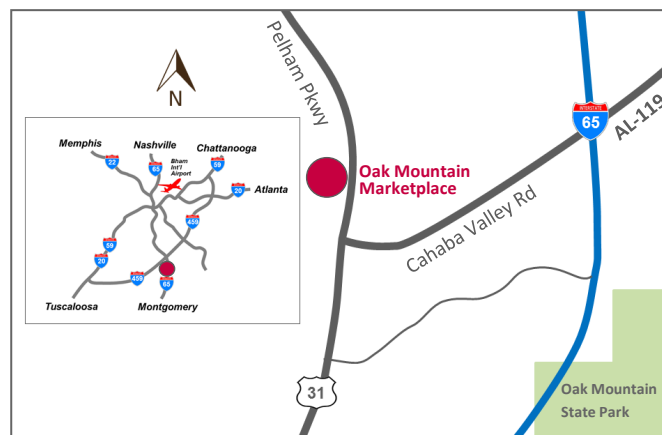 Pelham Pkwy
N
INTERSTATE
65
AL-119
Memphis
Nashville
Chattanooga
Bham
Int'l
Airport
22
65
59
20
Atlanta
459
59
20
459
65
Tuscaloosa
Montgomery
Oak Mountain
Marketplace
Cahaba Valley Rd
31
Oak Mountain
State Park